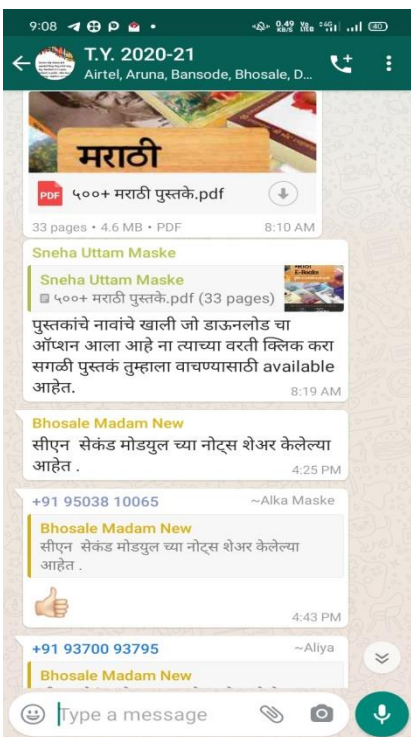 9:08
0.49 KB/S
40
T.Y. 2020-21
Airtel, Aruna, Bansode, Bhosale, D...
मराठी
PDF ५००+ मराठी पुस्तके.pdf
33 pages • 4.6 MB • PDF 8:10 AM
Sneha Uttam Maske
Sneha Uttam Maske
५००+ मराठी पुस्तके.pdf (33 pages)
पुस्तकांचे नावांचे खाली जो डाऊनलोड चा
ऑप्शन आला आहे ना त्याच्या वरती क्लिक करा
सगळी पुस्तकं तुम्हाला वाचण्यासाठी available
आहेत. 8:19 AM
Bhosale Madam New
सीएन सेकंड मोडयुल च्या नोट्स शेअर केलेल्या
आहेत . 4:25 PM
+91 95038 10065 ~Alka Maske
Bhosale Madam New
सीएन सेकंड मोडयुल च्या नोट्स शेअर केलेल्या
आहेत .
4:43 PM
+91 93700 93795 ~Aliya
Bhosale Madam New
Type a message